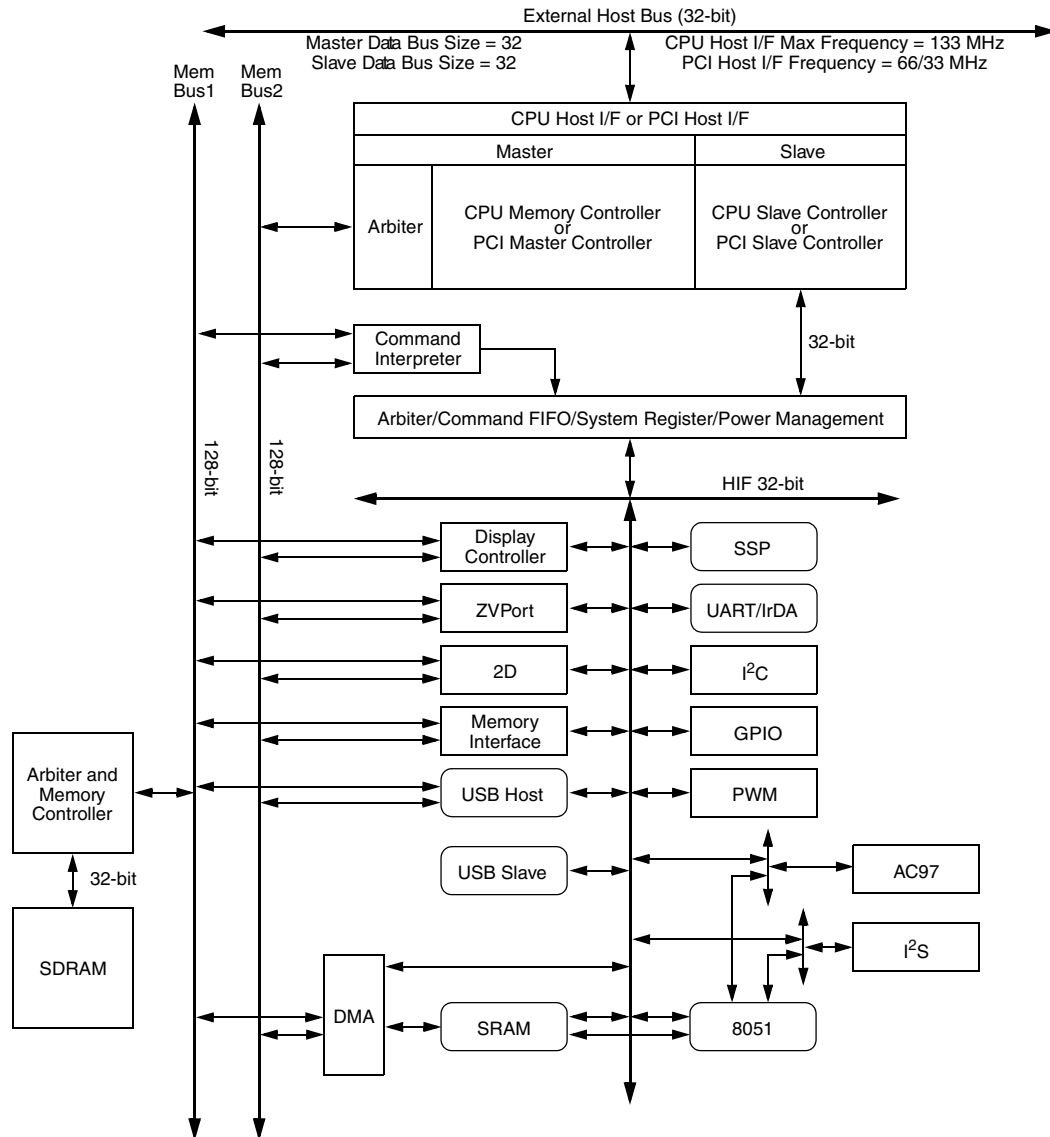 External Host Bus (32-bit)
Master Data Bus Size = 32
Slave Data Bus Size = 32
CPU Host I/F Max Frequency = 133 MHz
PCI Host I/F Frequency = 66/33 MHz
Mem
Bus1
Mem
Bus2
CPU Host I/F or PCI Host I/F
Master
Slave
Arbiter
CPU Memory Controller
or
PCI Master Controller
CPU Slave Controller
or
PCI Slave Controller
Command
Interpreter
32-bit
Arbiter/Command FIFO/System Register/Power Management
128-bit
128-bit
HIF 32-bit
Display
Controller
SSP
ZVPort
UART/IrDA
2D
I²C
Memory
Interface
GPIO
Arbiter and
Memory
Controller
USB Host
PWM
USB Slave
AC97
32-bit
SDRAM
I²S
DMA
SRAM
8051